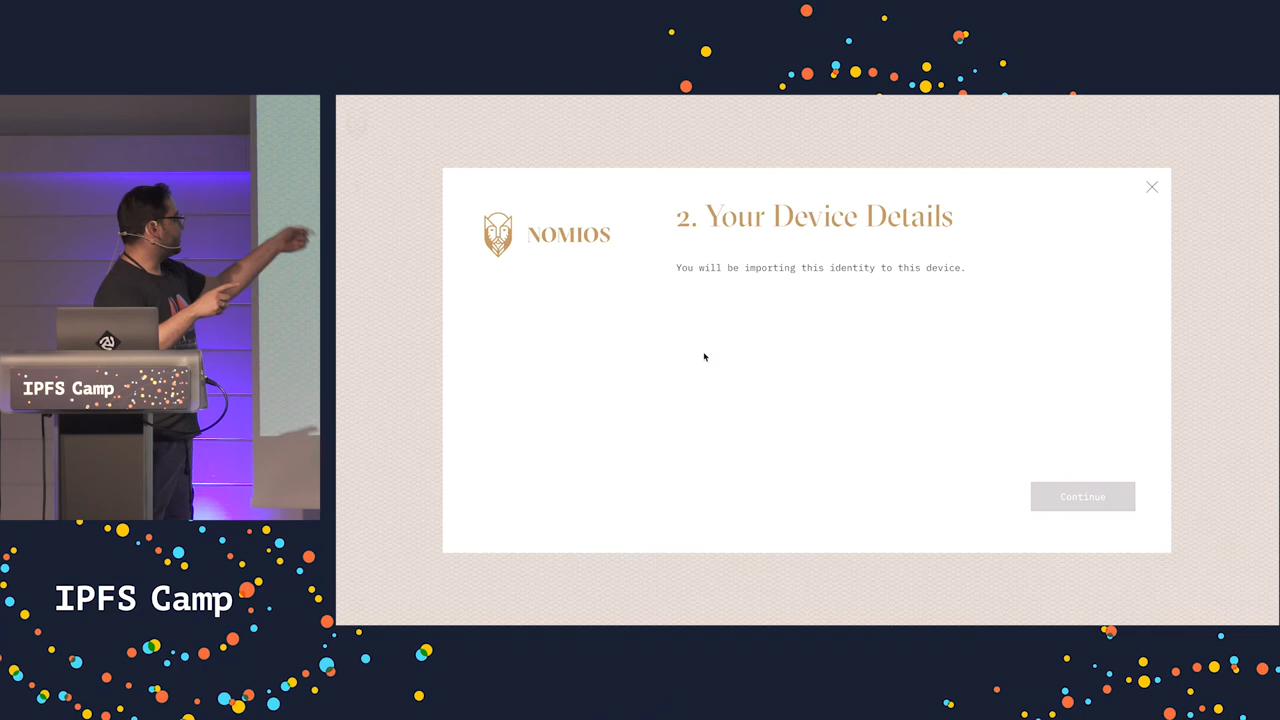 NOMIOS
2. Your Device Details
You will be importing this identity to this device.
Continue
IPFS Camp
IPFS Camp